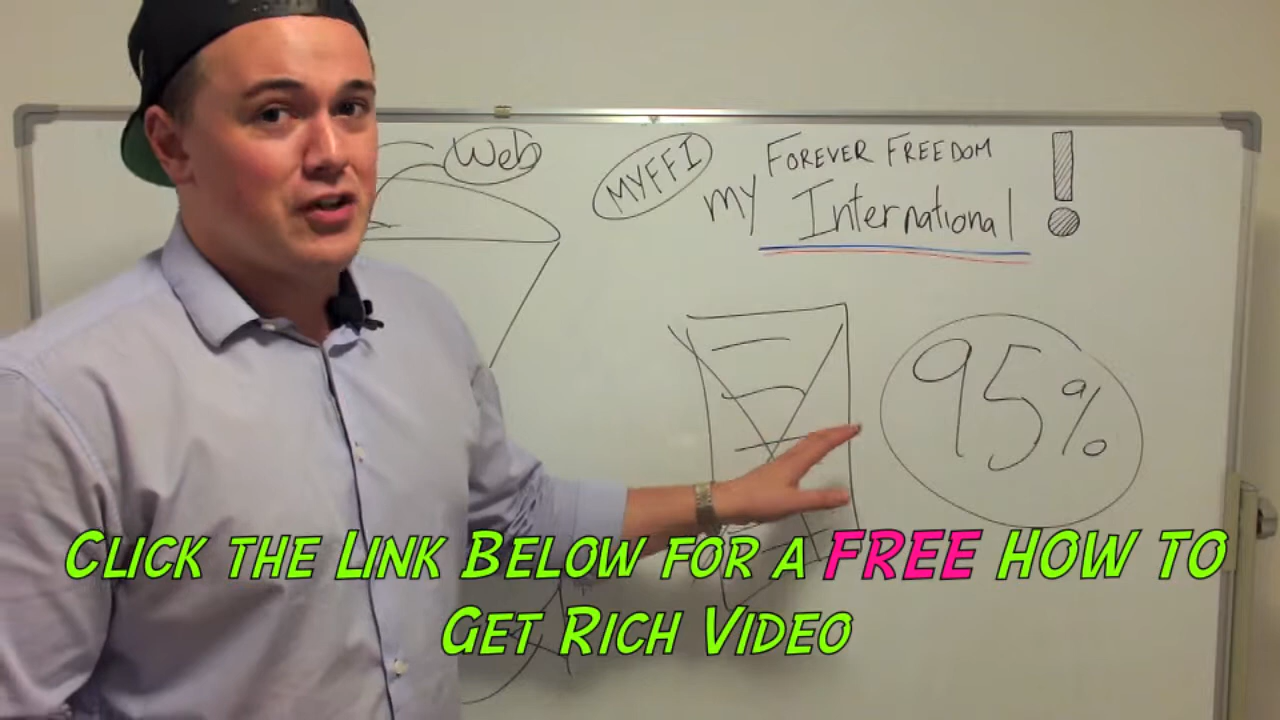 Web
MYFFI
FOREVER FREEDOM
my International !
95%
CLICK THE LINK BELOW FOR A FREE HOW TO
GET RICH VIDEO